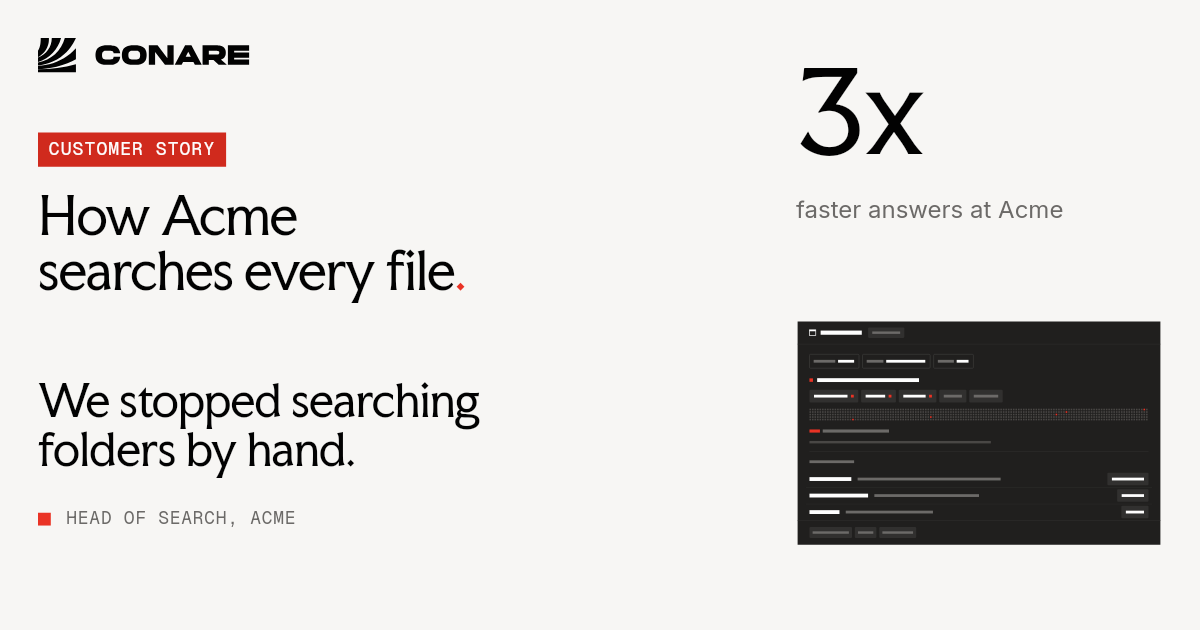 CONARE
CUSTOMER STORY
How Acme
searches every file.
We stopped searching
folders by hand.
HEAD OF SEARCH, ACME
3x
faster answers at Acme